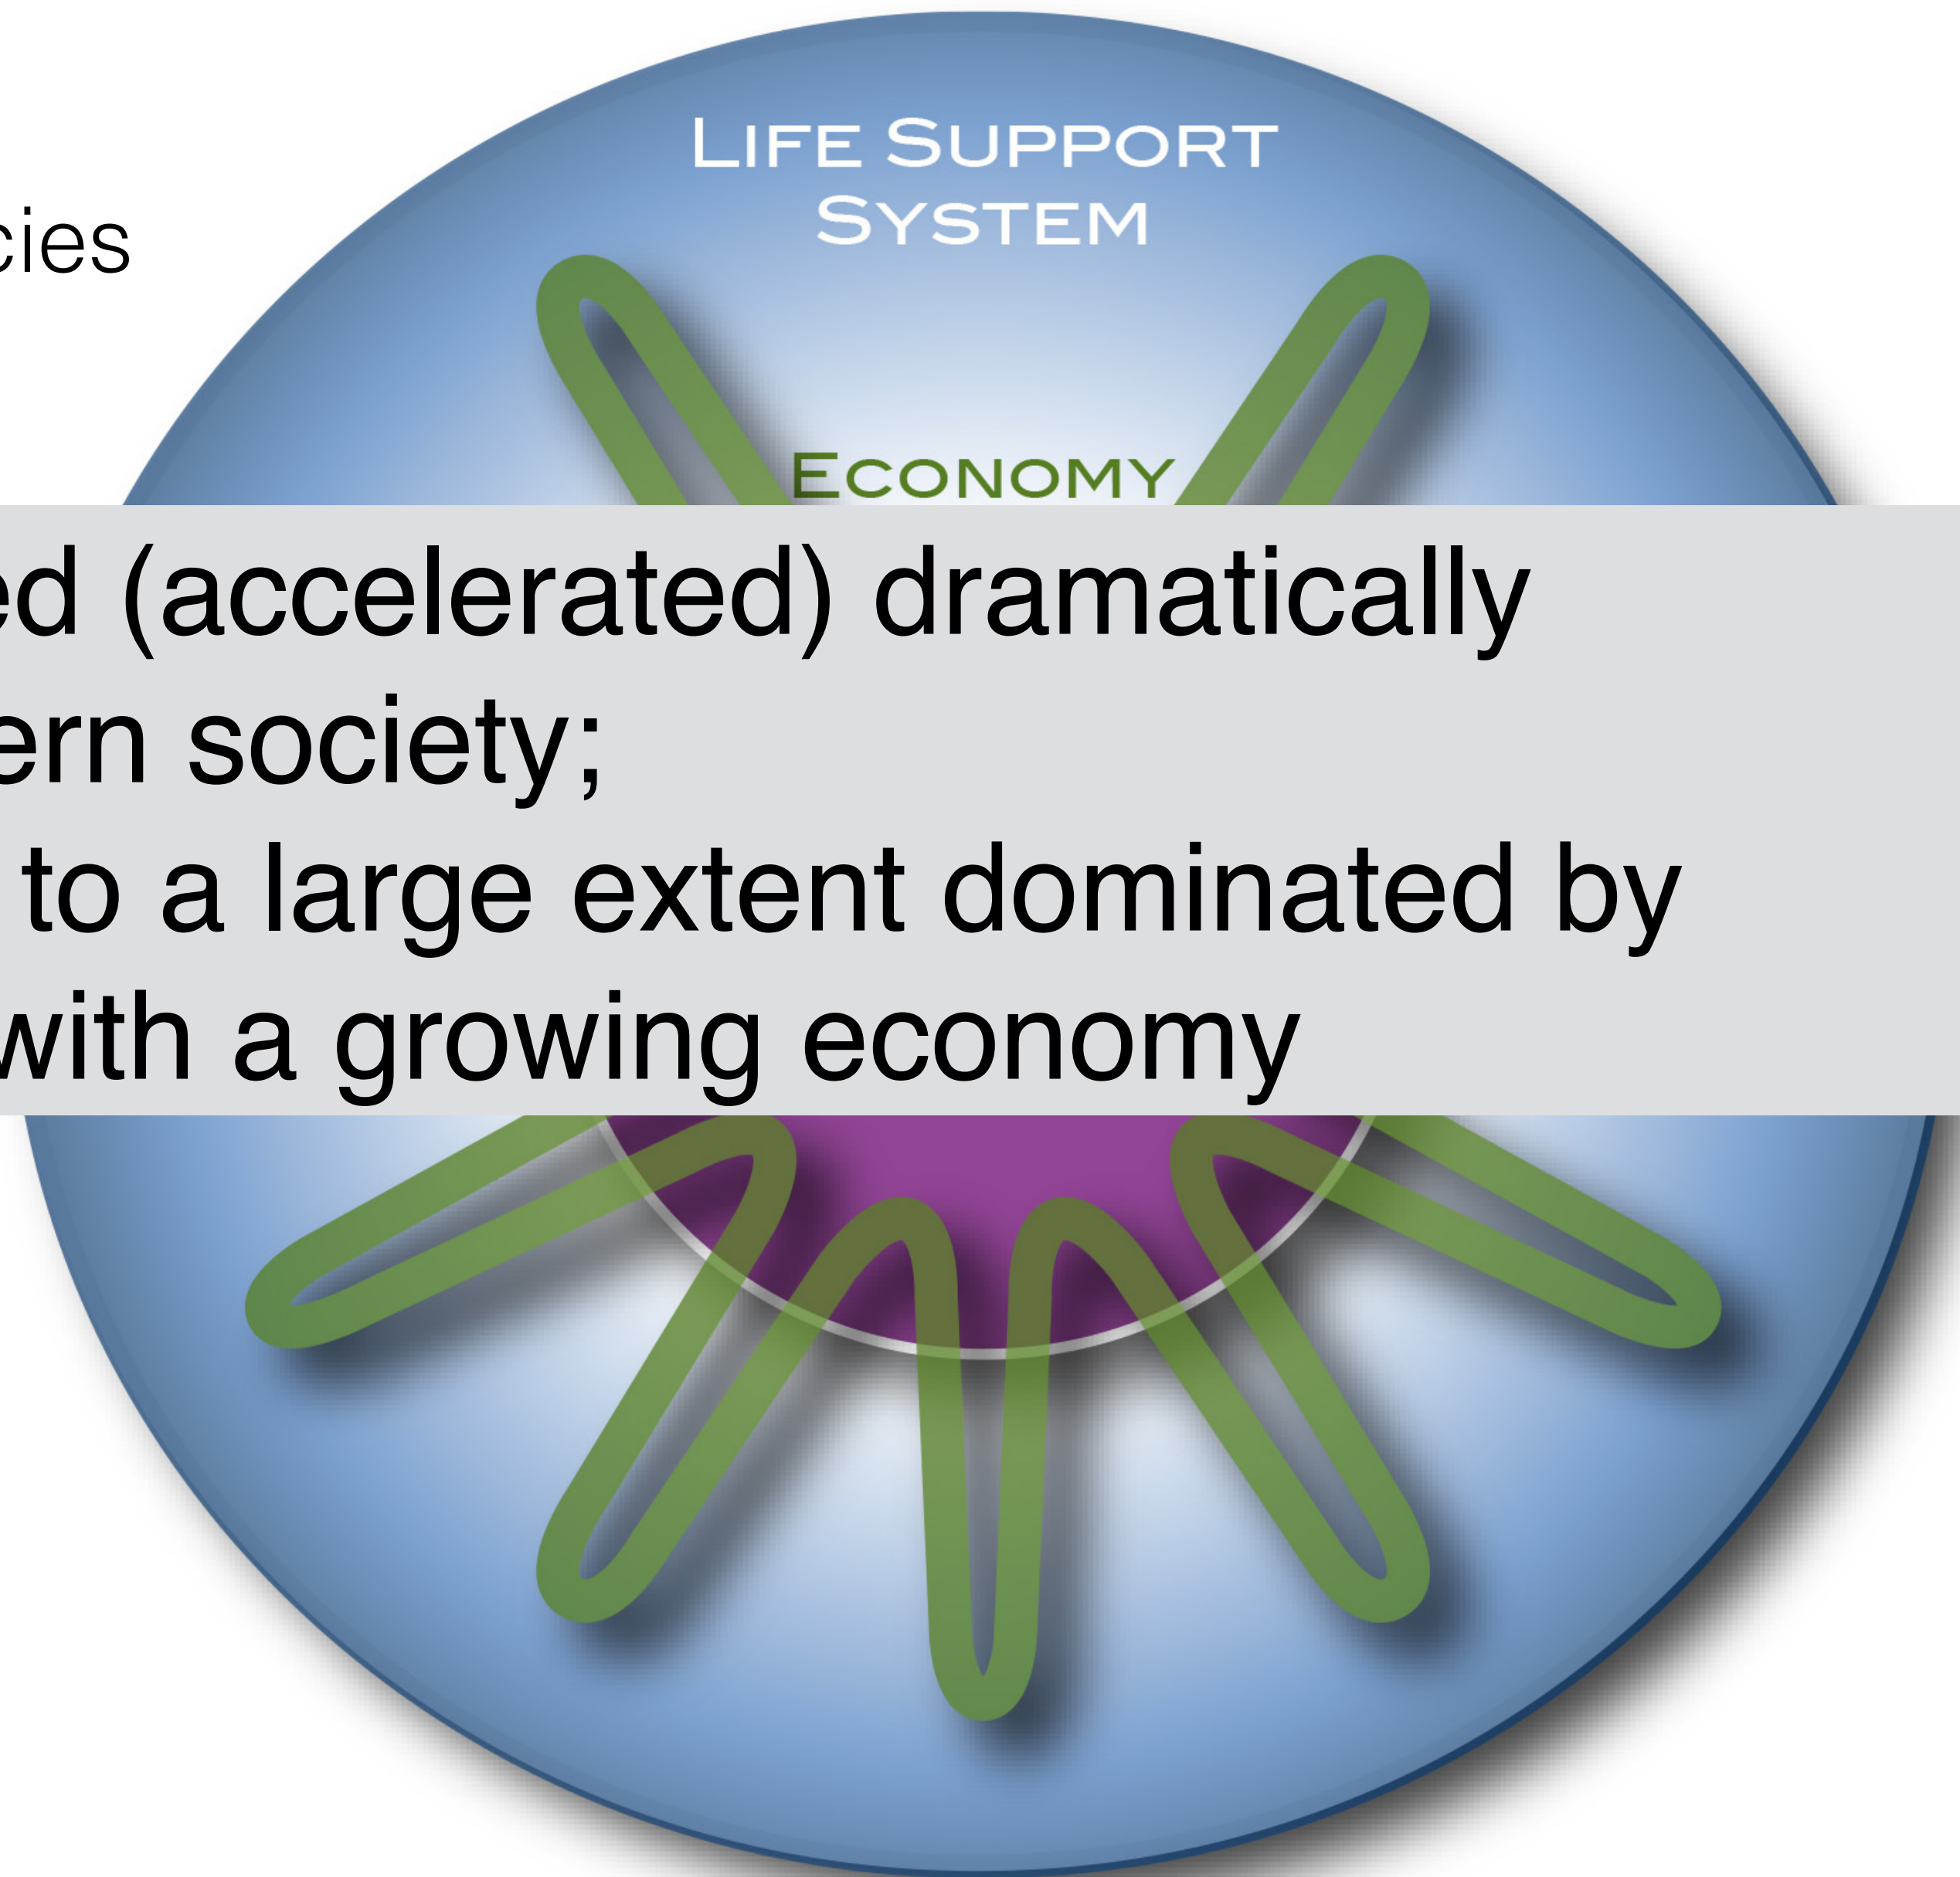 LIFE SUPPORT
SYSTEM
cies
ECONOMY
ed (accelerated) dramatically
ern society;
to a large extent dominated by
with a growing economy